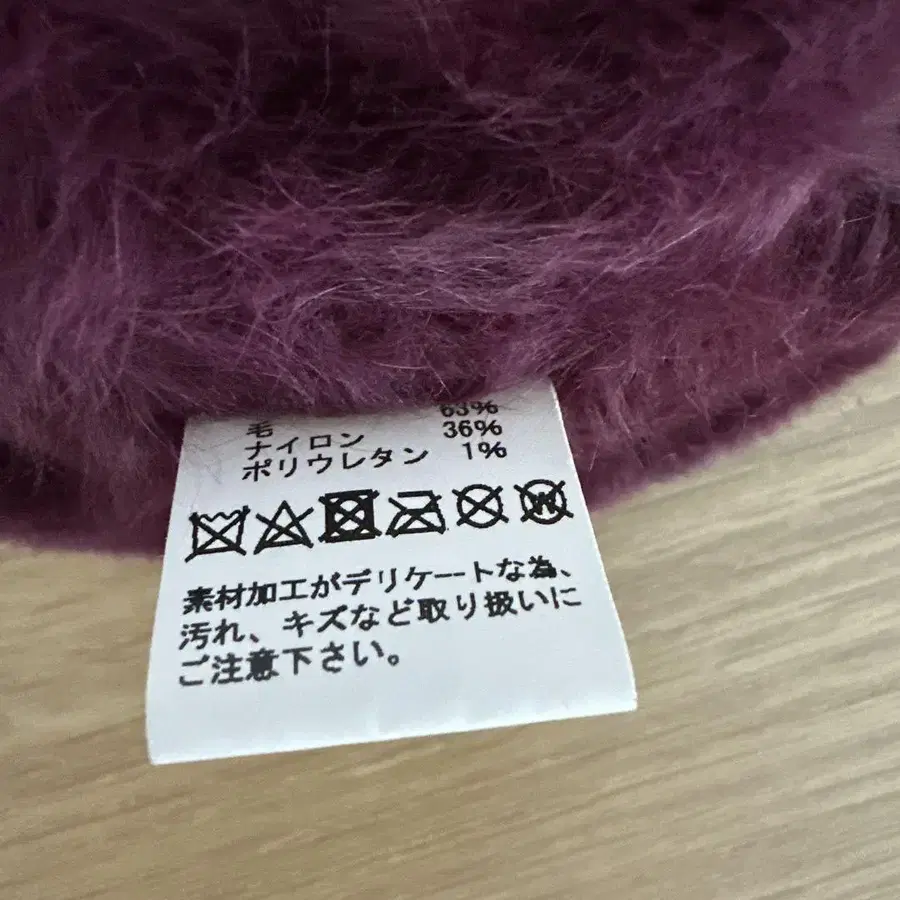 毛 63%
ナイロン 36%
ポリウレタン 1%
W
素材加工がデリケートな為、
汚れ、キズなど取り扱いに
ご注意下さい。